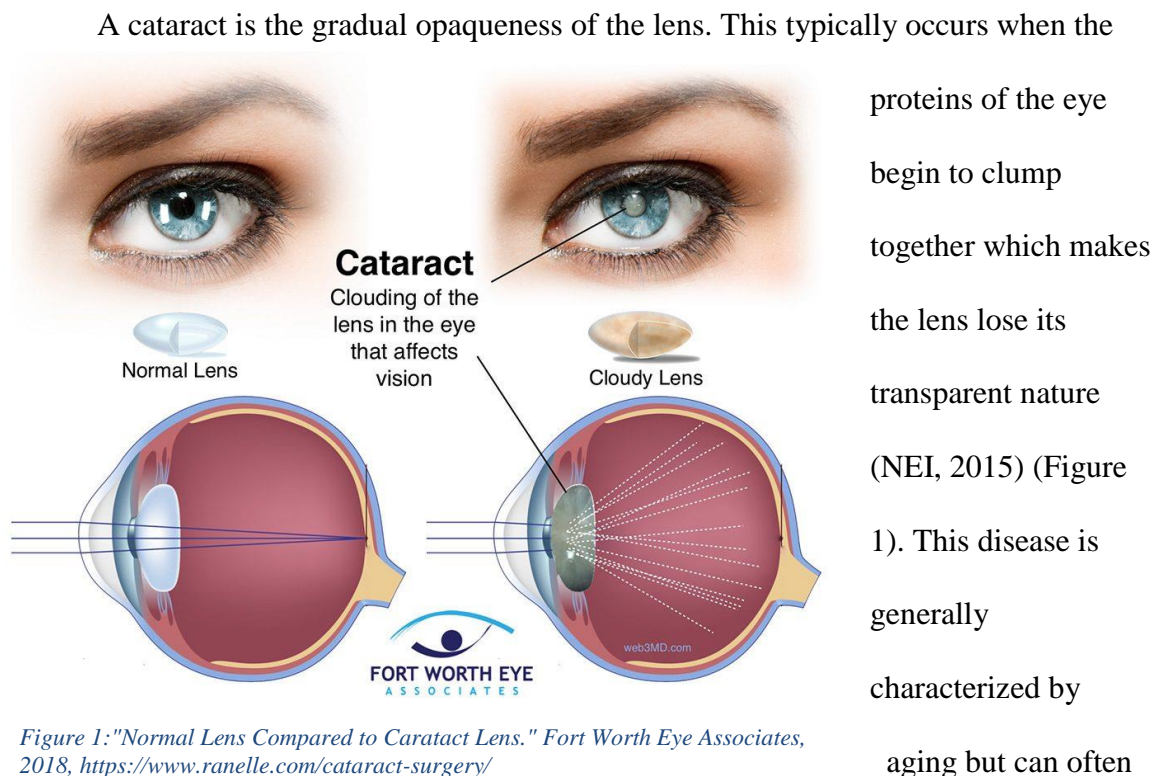 A cataract is the gradual opaqueness of the lens. This typically occurs when the
proteins of the eye
begin to clump
together which makes
the lens lose its
transparent nature
(NEI, 2015) (Figure
1). This disease is
generally
characterized by
aging but can often
Cataract
Clouding of the
lens in the eye
that affects
vision
Normal Lens
Cloudy Lens
web3MD.com
FORT WORTH EYE
ASSOCIATES
Figure 1:"Normal Lens Compared to Caratact Lens." Fort Worth Eye Associates,
2018, https://www.ranelle.com/cataract-surgery/